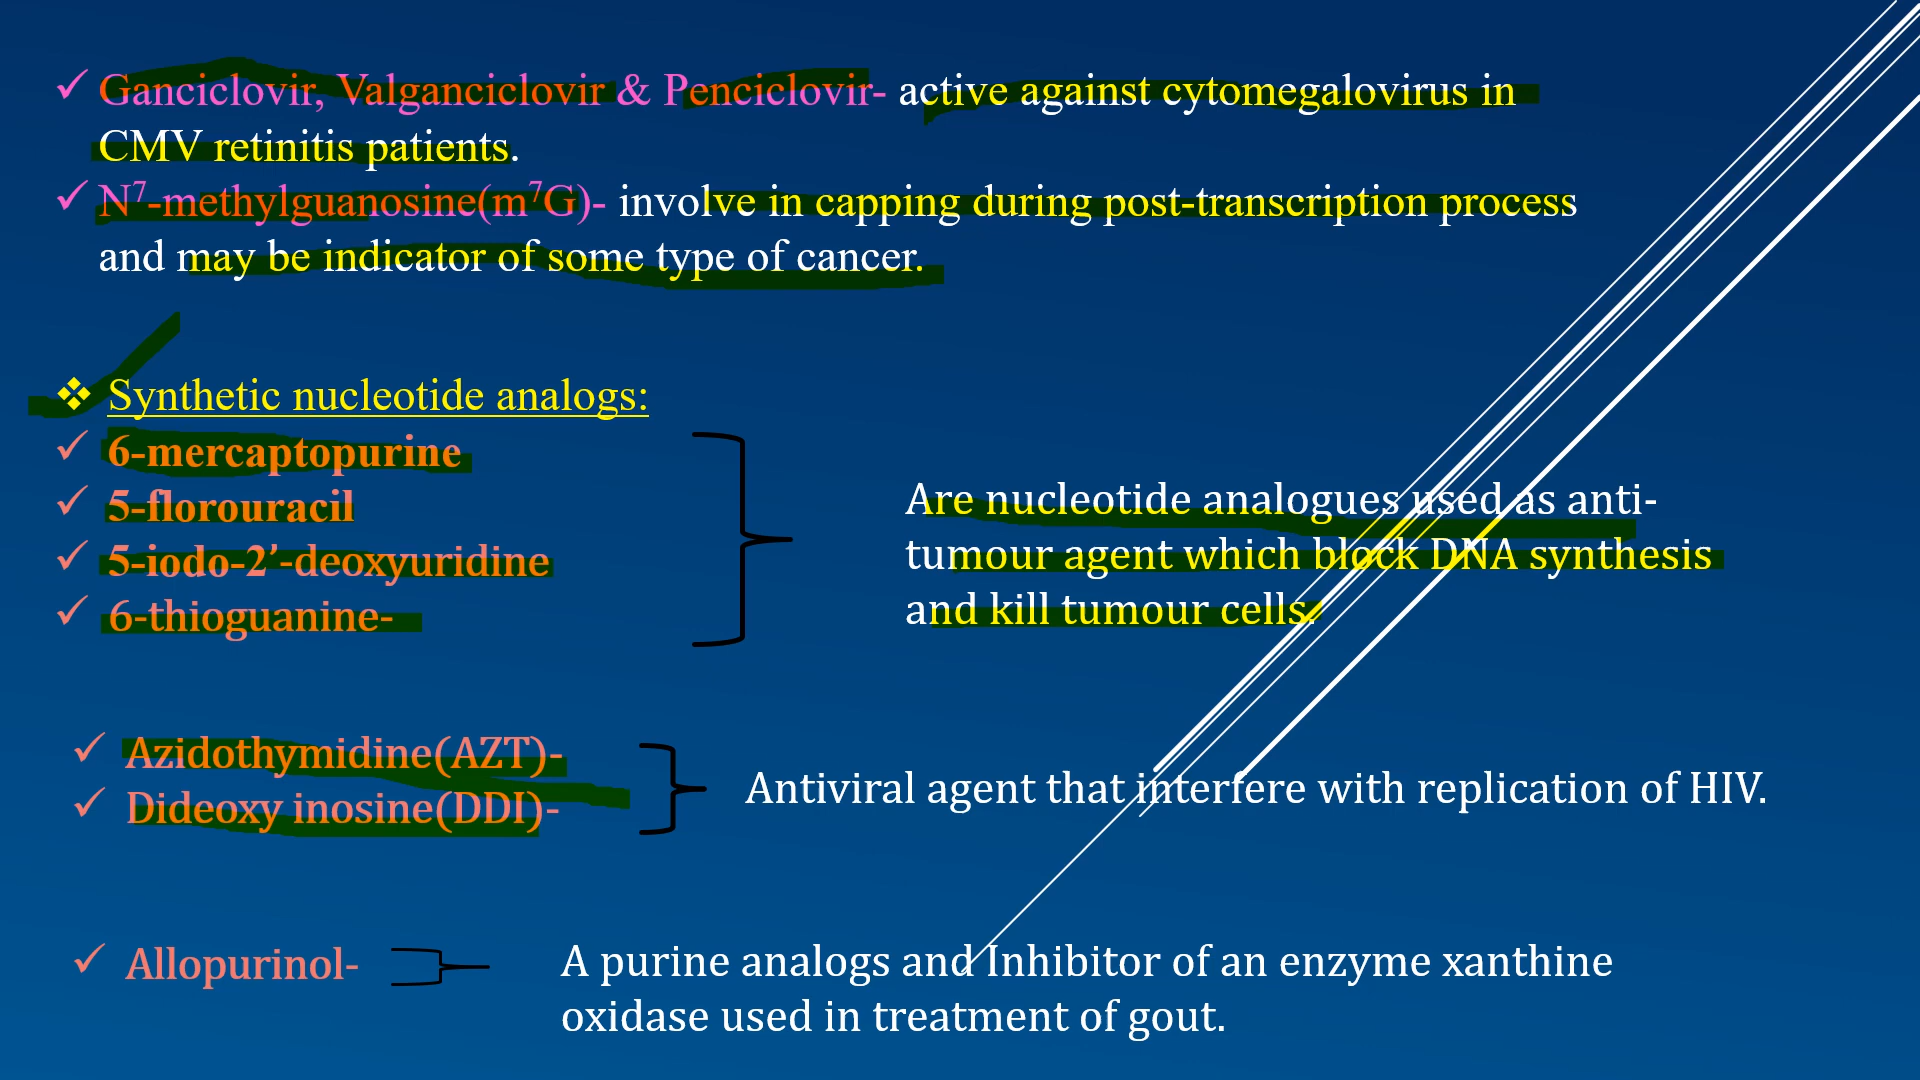 ✓ Ganciclovir, Valganciclovir & Penciclovir- active against cytomegalovirus in
CMV retinitis patients.
✓ N⁷-methylguanosine(m⁷G)- involve in capping during post-transcription process
and may be indicator of some type of cancer.
❖ Synthetic nucleotide analogs:
✓ 6-mercaptopurine
✓ 5-florouracil
✓ 5-iodo-2’-deoxyuridine
✓ 6-thioguanine-
Are nucleotide analogues used as anti-
tumour agent which block DNA synthesis
and kill tumour cells.
✓ Azidothymidine(AZT)-
✓ Dideoxy inosine(DDI)-
Antiviral agent that interfere with replication of HIV.
✓ Allopurinol-
A purine analogs and Inhibitor of an enzyme xanthine
oxidase used in treatment of gout.